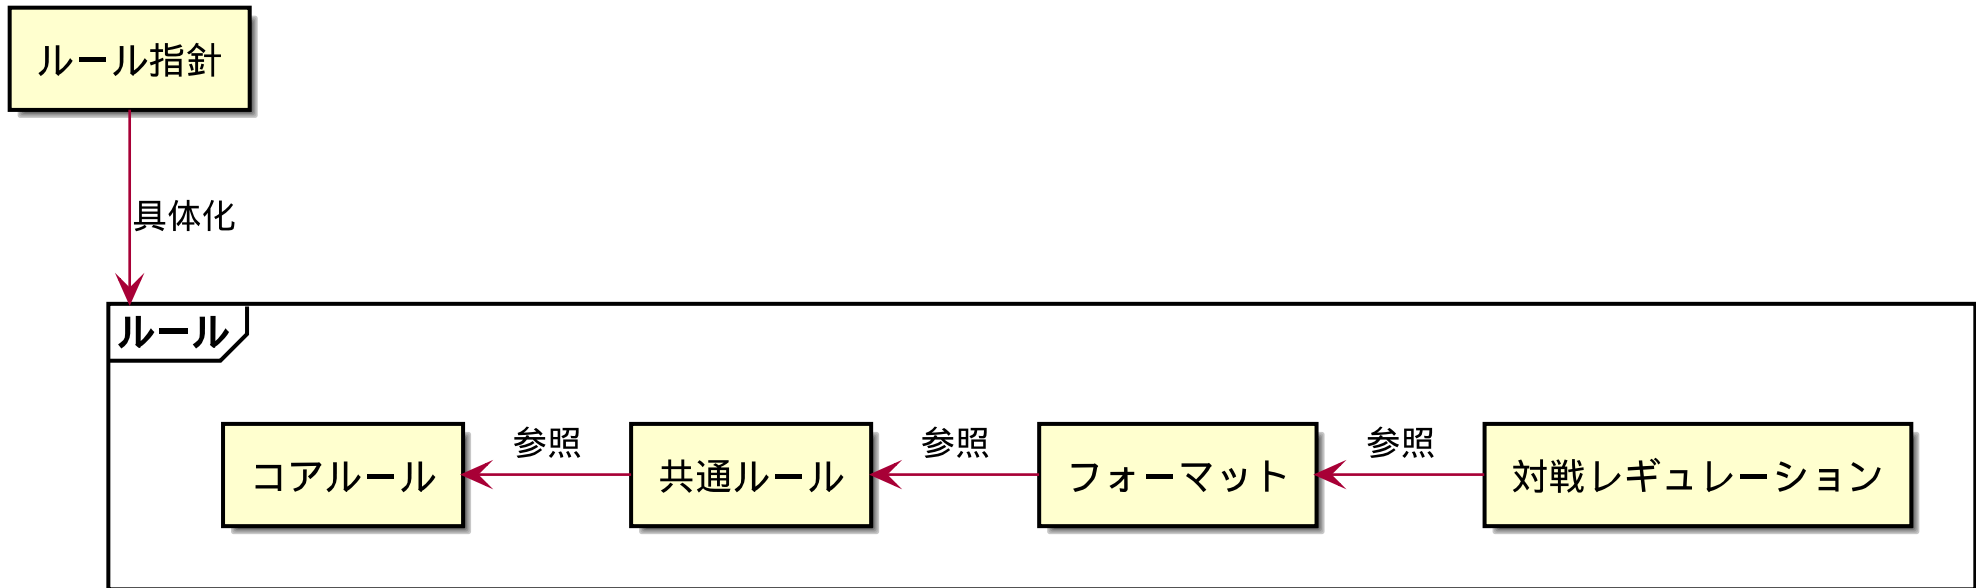 ルール指針
具体化
ルール
コアルール
参照
共通ルール
参照
フォーマット
参照
対戦レギュレーション